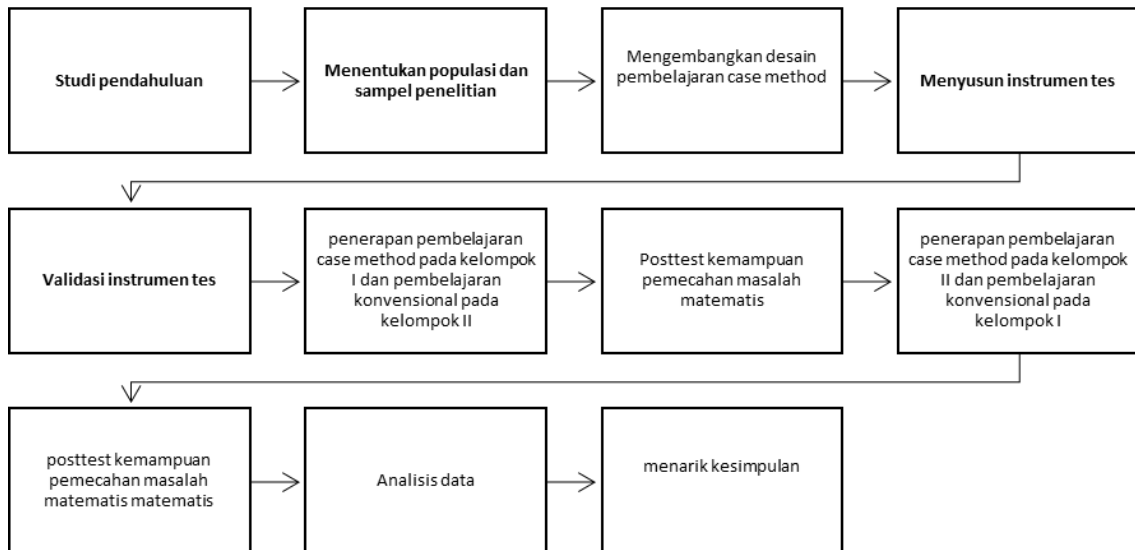 Studi pendahuluan
Menentukan populasi dan
sampel penelitian
Mengembangkan desain
pembelajaran case method
Menyusun instrumen tes
Validasi instrumen tes
penerapan pembelajaran
case method pada kelompok
I dan pembelajaran
konvensional pada
kelompok II
Posttest kemampuan
pemecahan masalah
matematis
penerapan pembelajaran
case method pada kelompok
II dan pembelajaran
konvensional pada
kelompok I
posttest kemampuan
pemecahan masalah
matematis matematis
Analisis data
menarik kesimpulan